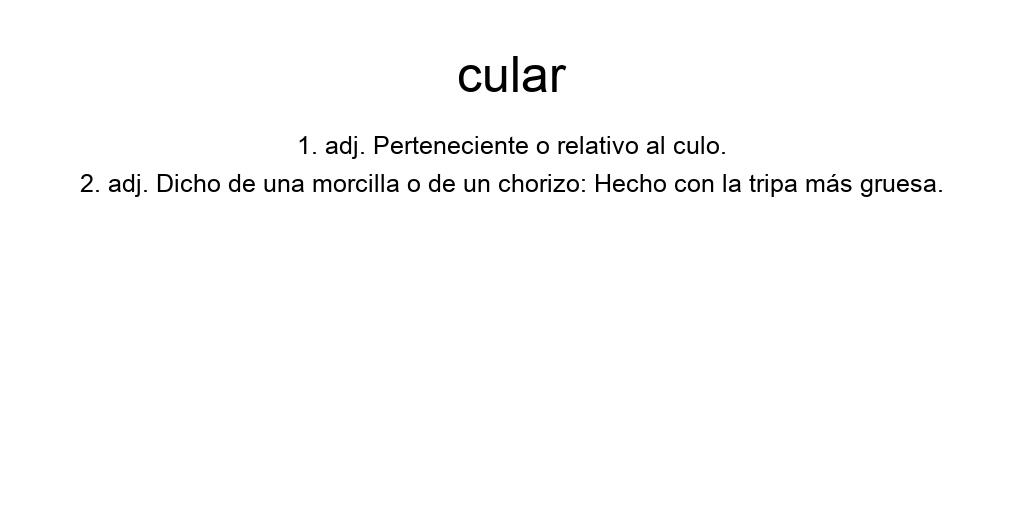 cular
1. adj. Perteneciente o relativo al culo.
2. adj. Dicho de una morcilla o de un chorizo: Hecho con la tripa más gruesa.